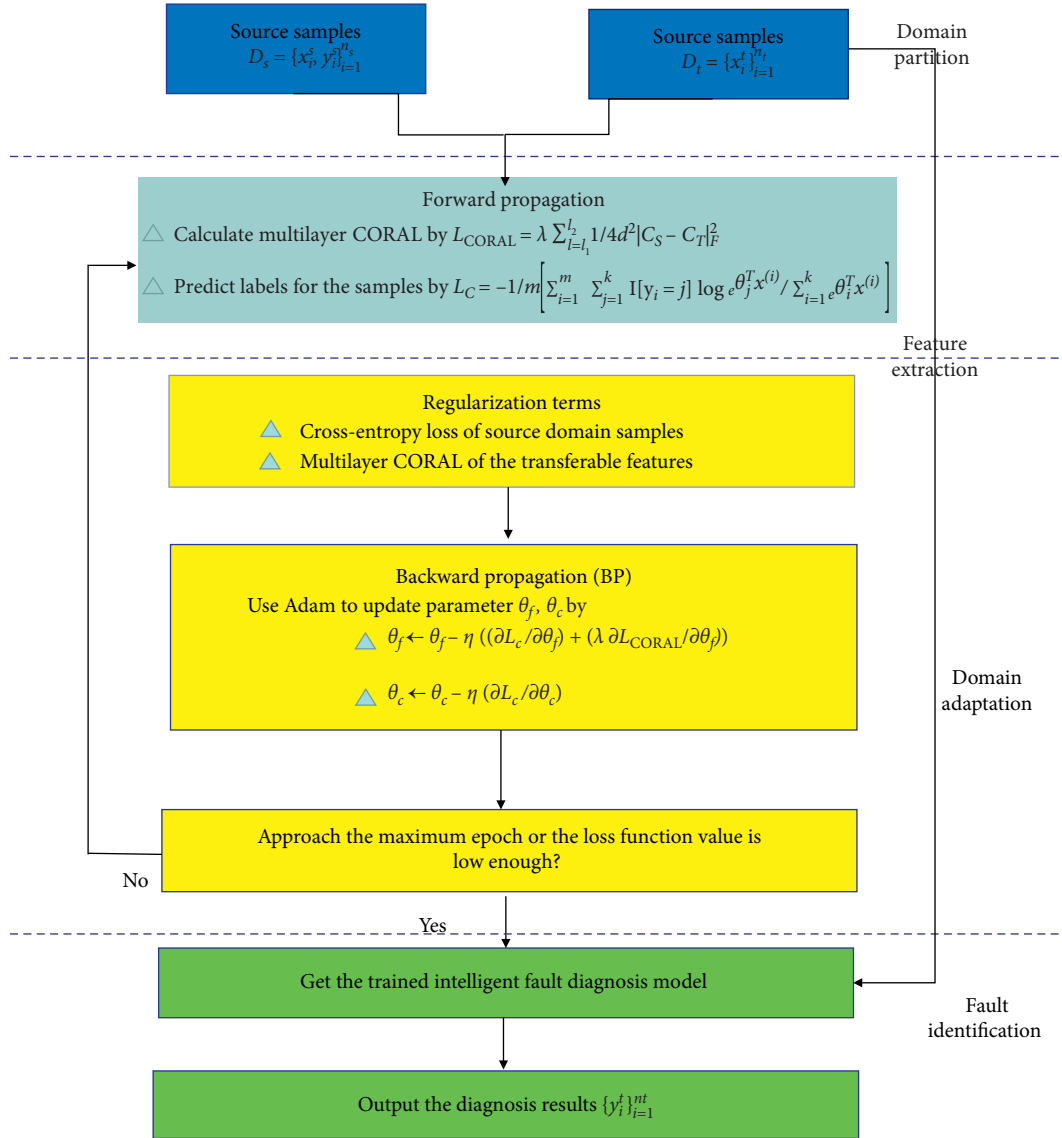 Source samples
D_s = {x_i^s, y_i^s}_{i=1}^{n_s}
Source samples
D_t = {x_i^t}_{i=1}^{n_t}
Domain
partition
Forward propagation
△ Calculate multilayer CORAL by L_CORAL = λ ∑_{l=l_1}^{l_2} 1/4d²|C_S – C_T|_F^2
△ Predict labels for the samples by L_C = –1/m[∑_{i=1}^m ∑_{j=1}^k I[y_i = j] log e^{θ_j^T x^{(i)}} / ∑_{i=1}^k e^{θ_i^T x^{(i)}}]
Feature
extraction
Regularization terms
△ Cross-entropy loss of source domain samples
△ Multilayer CORAL of the transferable features
Backward propagation (BP)
Use Adam to update parameter θ_f, θ_c by
△ θ_f ← θ_f – η ((∂L_c/∂θ_f) + (λ ∂L_CORAL/∂θ_f))
△ θ_c ← θ_c – η (∂L_c/∂θ_c)
Domain
adaptation
Approach the maximum epoch or the loss function value is
low enough?
No
Yes
Get the trained intelligent fault diagnosis model
Fault
identification
Output the diagnosis results {y_i^t}_{i=1}^{nt}